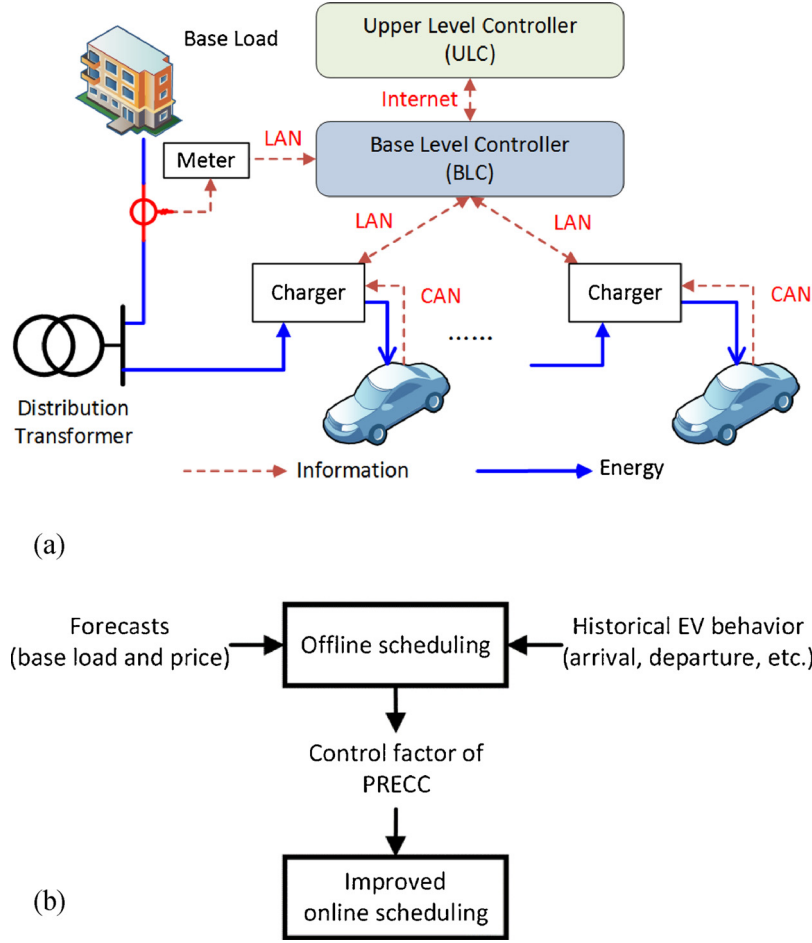 Base Load
Upper Level Controller
(ULC)
Internet
LAN
Meter
Base Level Controller
(BLC)
LAN
LAN
Charger
CAN
Charger
CAN
......
Distribution
Transformer
Information
Energy
(a)
Forecasts
(base load and price)
Offline scheduling
Historical EV behavior
(arrival, departure, etc.)
Control factor of
PRECC
(b)
Improved
online scheduling